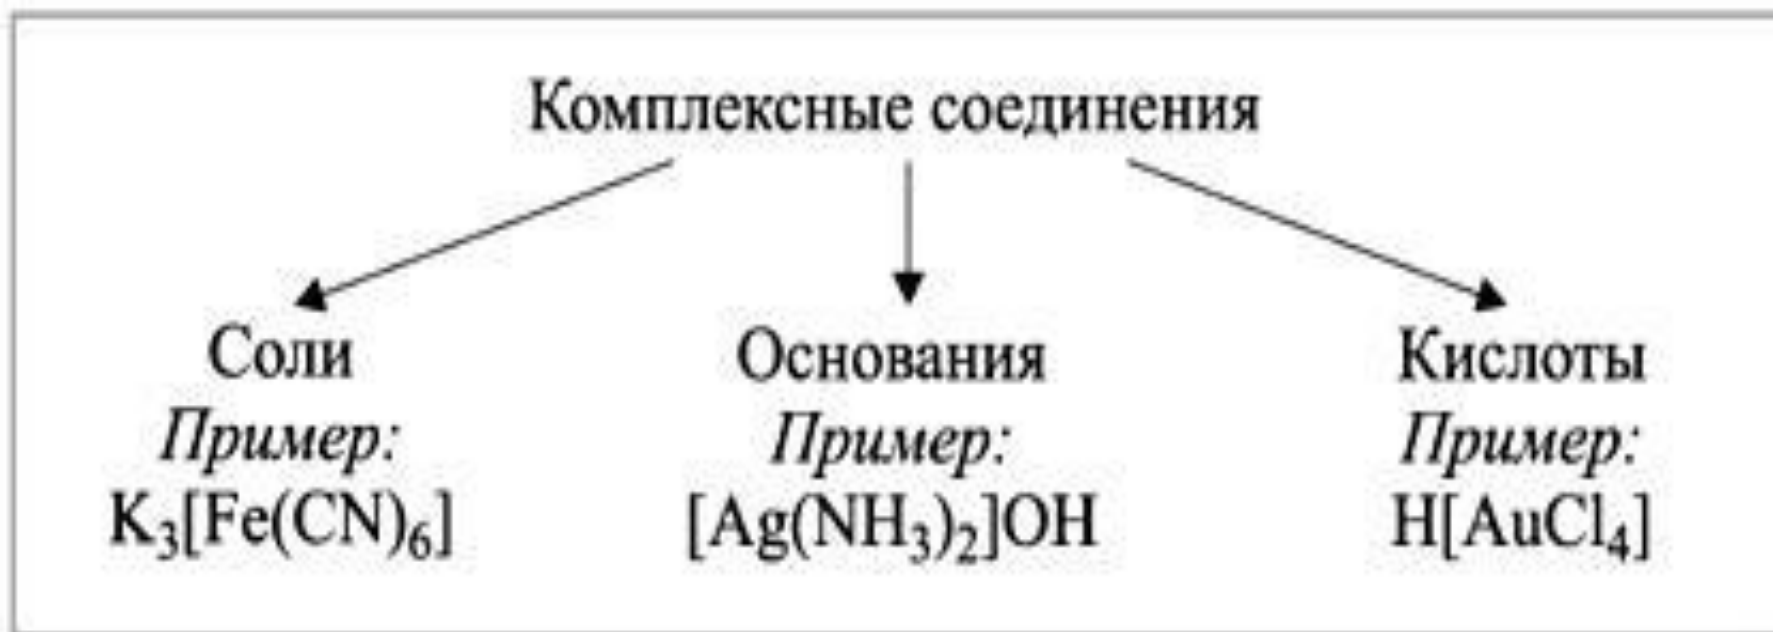 Комплексные соединения
Соли Основания Кислоты
Пример: Пример: Пример:
K₃[Fe(CN)₆] [Ag(NH₃)₂]OH H[AuCl₄]